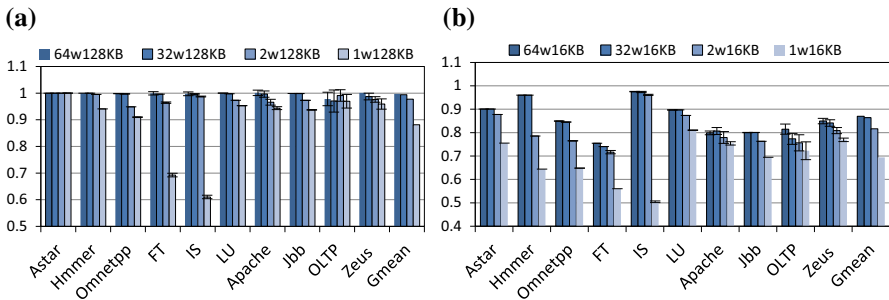 (a)
64w128KB 32w128KB 2w128KB 1w128KB
1.1
1
0.9
0.8
0.7
0.6
0.5
Astar
Hmmer
Omnetpp
FT
IS
LU
Apache
Jbb
OLTP
Zeus
Gmean
(b)
64w16KB 32w16KB 2w16KB 1w16KB
1.1
1
0.9
0.8
0.7
0.6
0.5
0.4
Astar
Hmmer
Omnetpp
FT
IS
LU
Apache
Jbb
OLTP
Zeus
Gmean